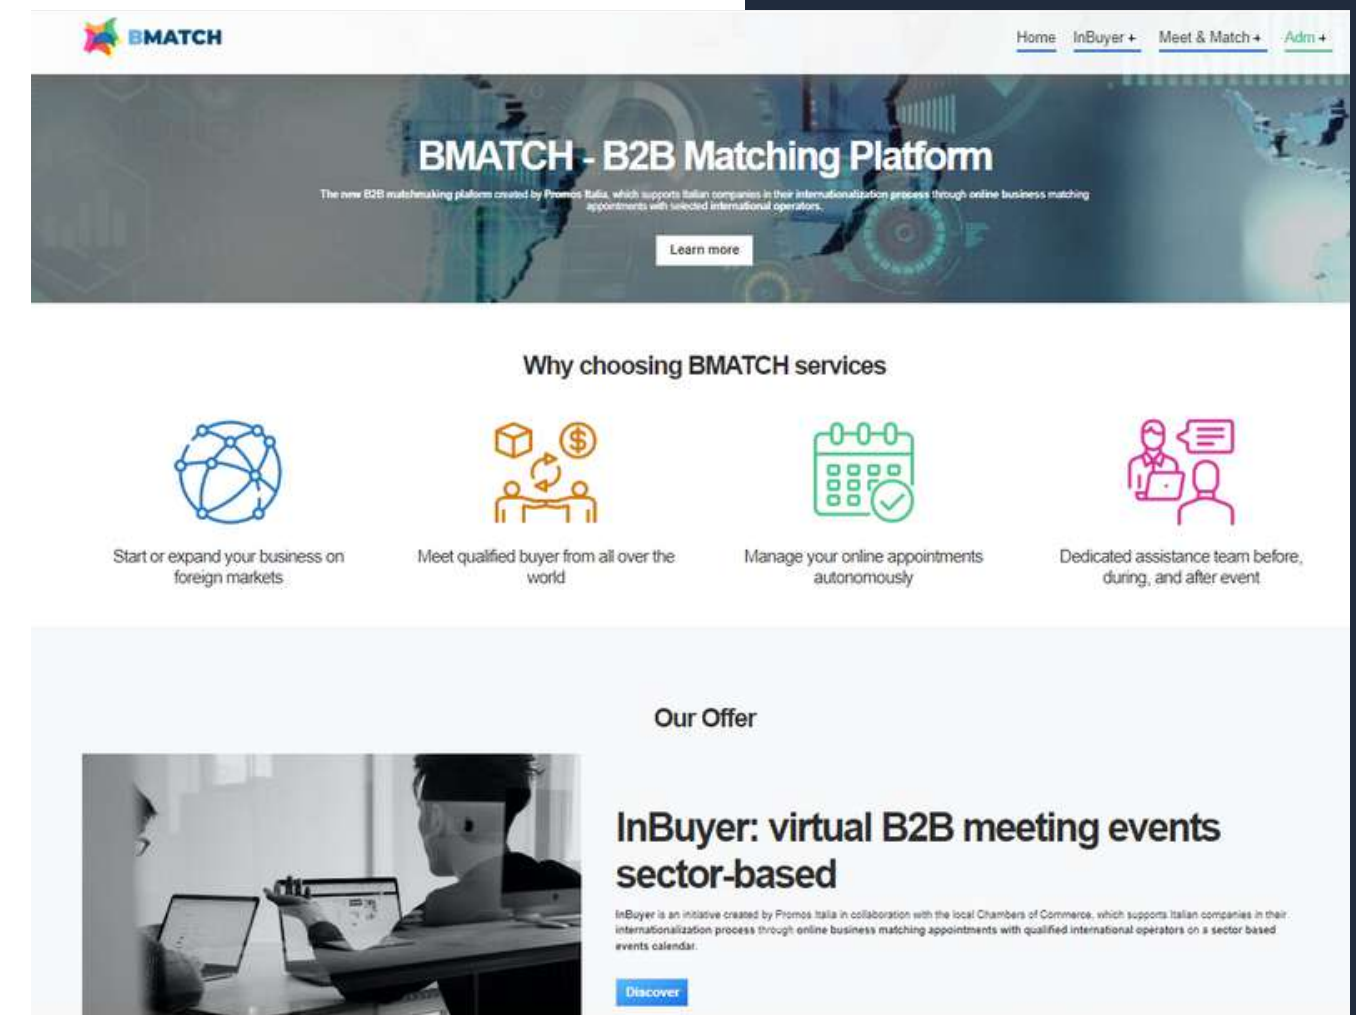 BMATCH
Home InBuyer + Meet & Match + Adm +
BMATCH - B2B Matching Platform
The new B2B matchmaking plaform created by Promos Italia, which supports Italian companies in their internationalization process through online business matching
appointments with selected international operators.
Learn more
Why choosing BMATCH services
Start or expand your business on
foreign markets
Meet qualified buyer from all over the
world
Manage your online appointments
autonomously
Dedicated assistance team before,
during, and after event
Our Offer
InBuyer: virtual B2B meeting events
sector-based
InBuyer is an initiative created by Promos Italia in collaboration with the local Chambers of Commerce, which supports Italian companies in their
internationalization process through online business matching appointments with qualified international operators on a sector based
events calendar.
Discover